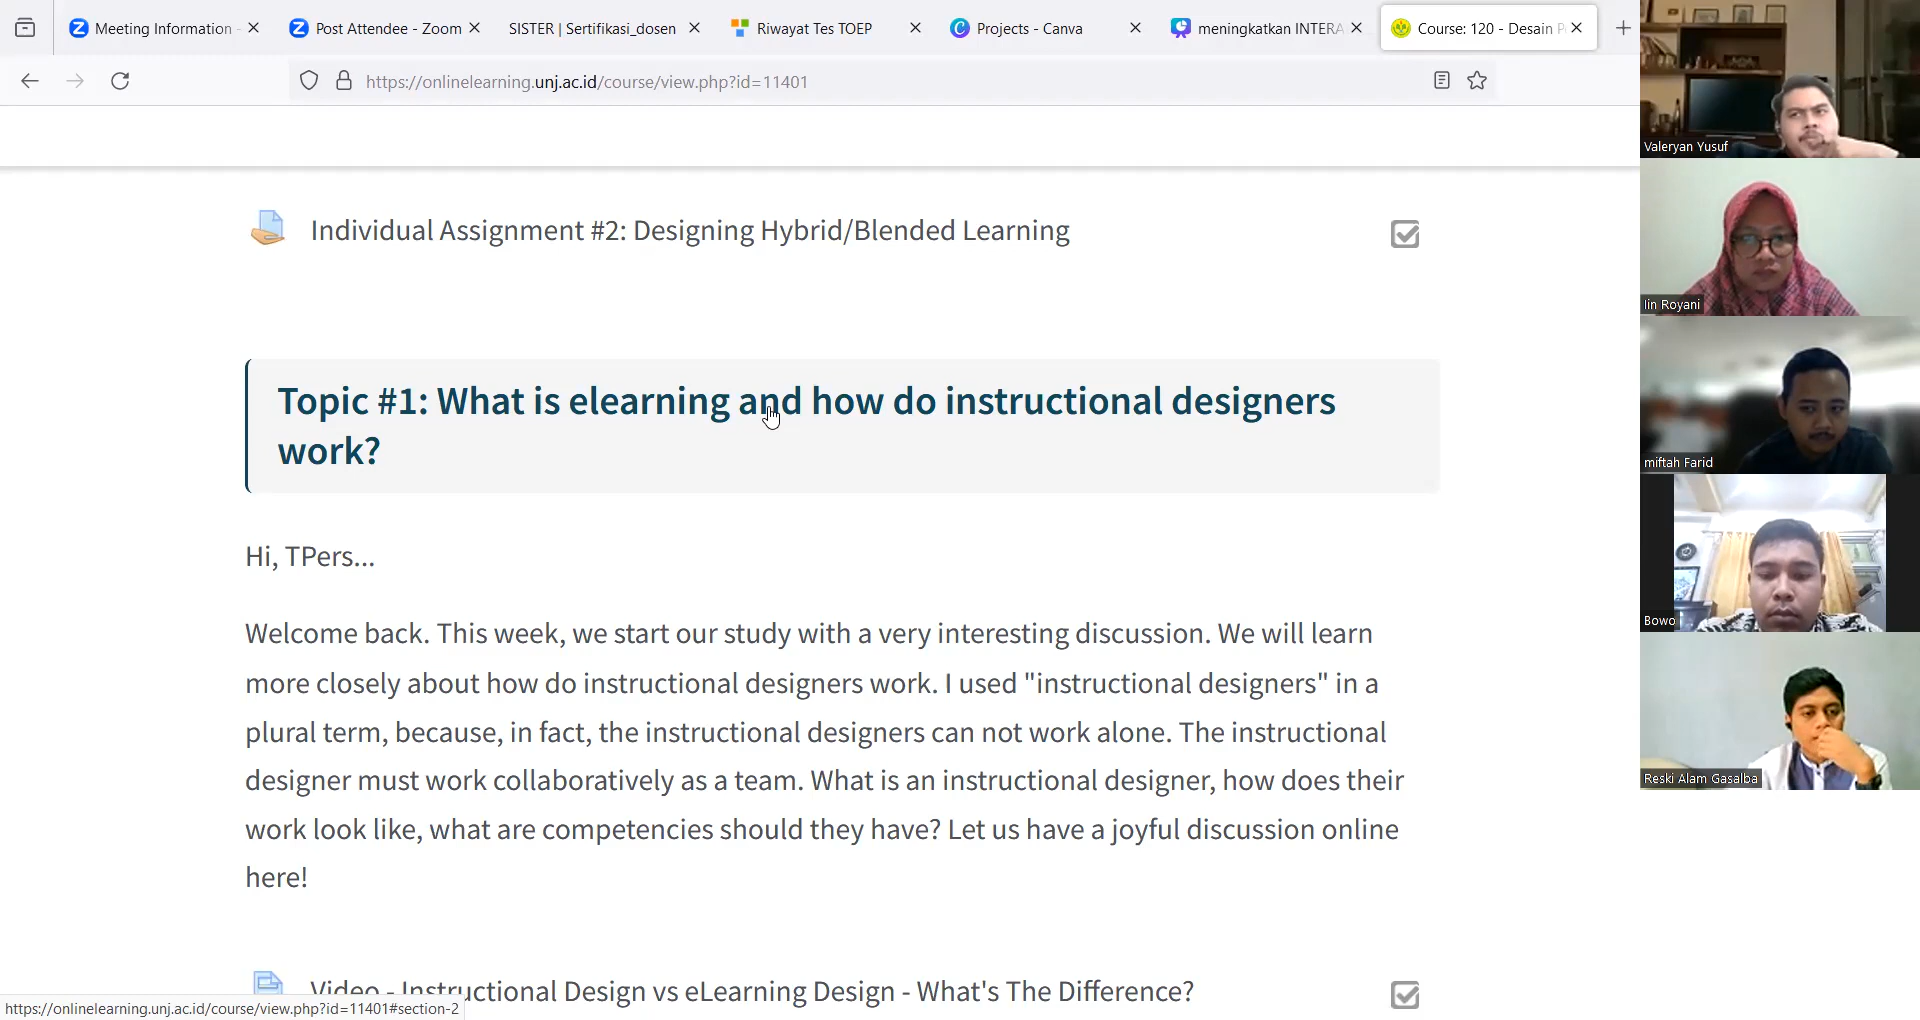 Meeting Information -
Post Attendee - Zoom
SISTER | Sertifikasi_dosen
Riwayat Tes TOEP
Projects - Canva
meningkatkan INTERA
Course: 120 - Desain P
https://onlinelearning.unj.ac.id/course/view.php?id=11401
Individual Assignment #2: Designing Hybrid/Blended Learning
Topic #1: What is elearning and how do instructional designers
work?
Hi, TPers...
Welcome back. This week, we start our study with a very interesting discussion. We will learn
more closely about how do instructional designers work. I used "instructional designers" in a
plural term, because, in fact, the instructional designers can not work alone. The instructional
designer must work collaboratively as a team. What is an instructional designer, how does their
work look like, what are competencies should they have? Let us have a joyful discussion online
here!
Video - Instructional Design vs eLearning Design - What's The Difference?
https://onlinelearning.unj.ac.id/course/view.php?id=11401#section-2
Valeryan Yusuf
Iin Royani
miftah Farid
Bowo
Reski Alam Gasalba